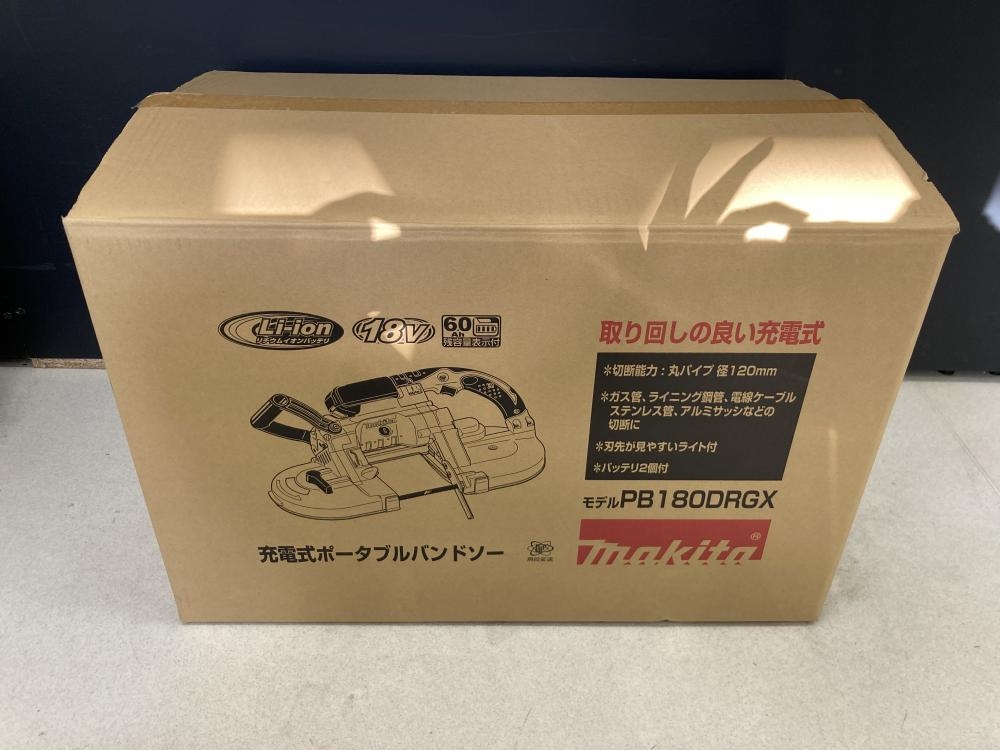 Li-ion
リチウムイオンバッテリ
18V
6.0
Ah
残容量表示付
取り回しの良い充電式
*切断能力:丸パイプ 径120mm
*ガス管、ライニング鋼管、電線ケーブル
ステンレス管、アルミサッシなどの
切断に
*刃先が見やすいライト付
*バッテリ2個付
モデルPB180DRGX
makita®
充電式ポータブルバンドソー